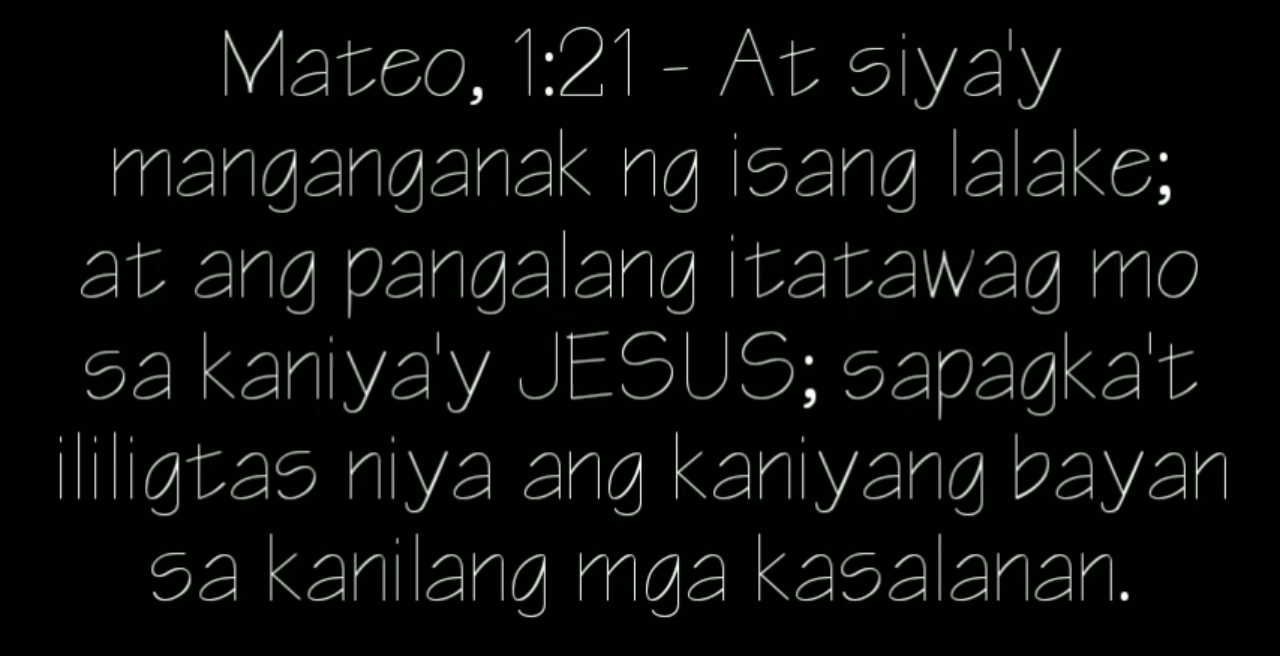 Mateo, 1:21 - At siya'y
manganganak ng isang lalake;
at ang pangalang itatawag mo
sa kaniya'y JESUS; sapagka't
ililigtas niya ang kaniyang bayan
sa kanilang mga kasalanan.